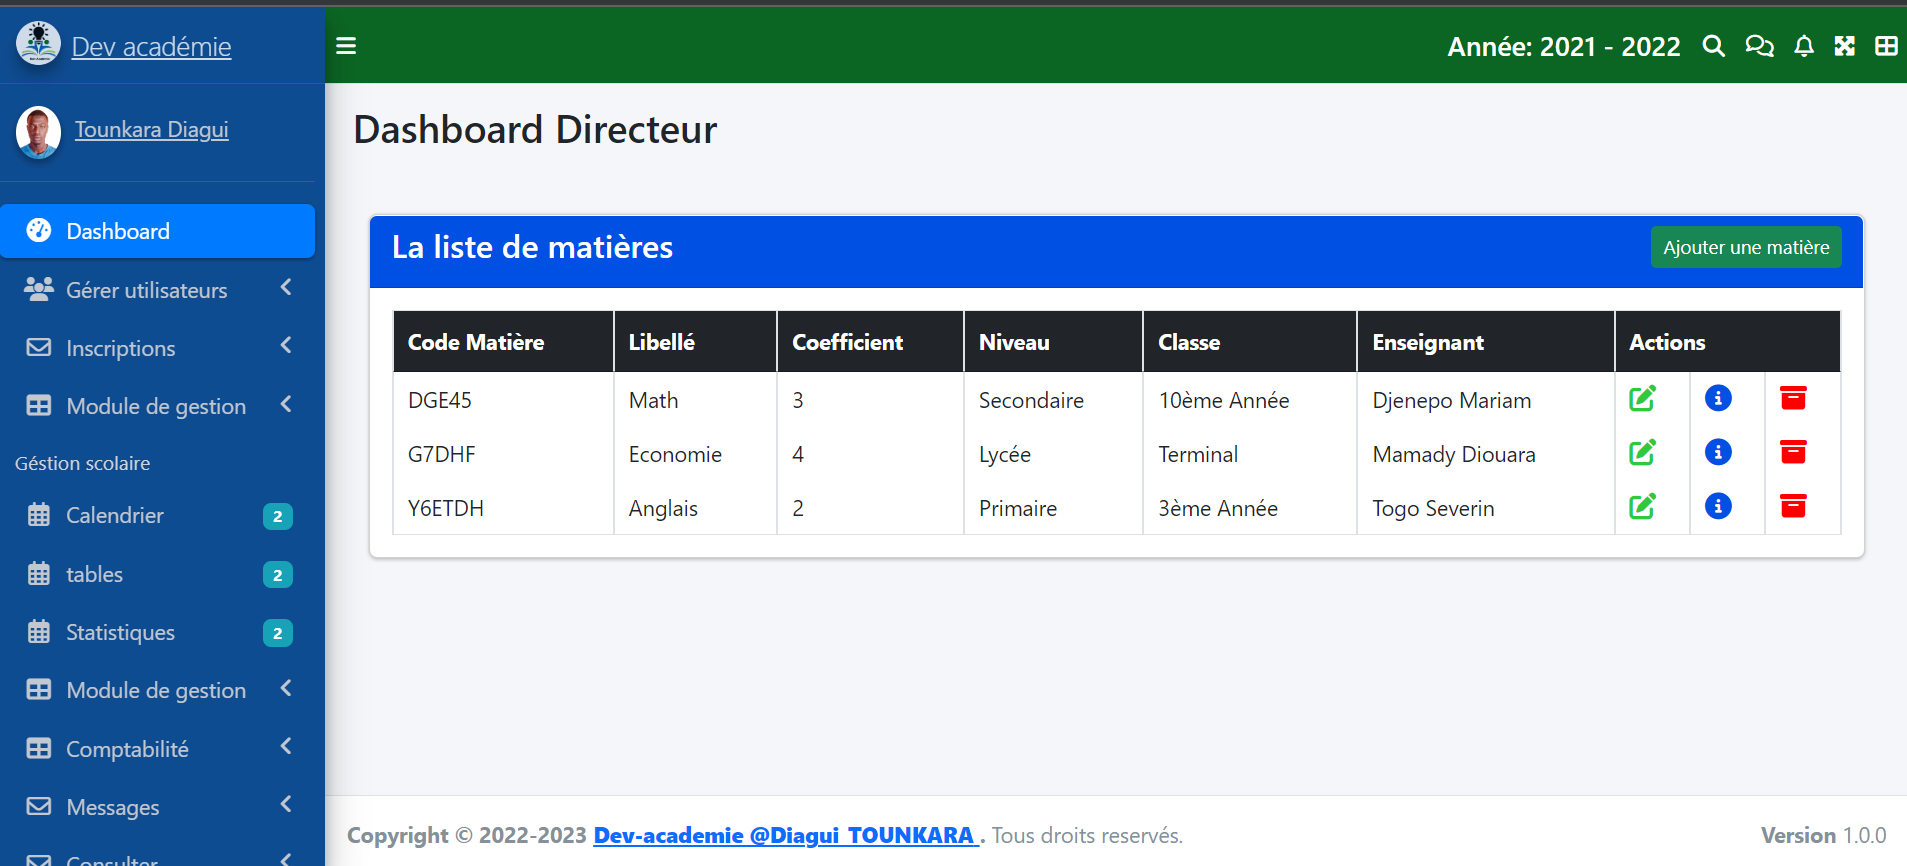 Dev académie
Année: 2021 - 2022
Tounkara Diagui
Dashboard Directeur
Dashboard
Gérer utilisateurs
Inscriptions
Module de gestion
Géstion scolaire
Calendrier 2
tables 2
Statistiques 2
Module de gestion
Comptabilité
Messages
Consulter
La liste de matières
Ajouter une matière
Code Matière Libellé Coefficient Niveau Classe Enseignant Actions
DGE45 Math 3 Secondaire 10ème Année Djenepo Mariam
G7DHF Economie 4 Lycée Terminal Mamady Diouara
Y6ETDH Anglais 2 Primaire 3ème Année Togo Severin
Copyright © 2022-2023 Dev-academie @Diagui TOUNKARA . Tous droits reservés.
Version 1.0.0